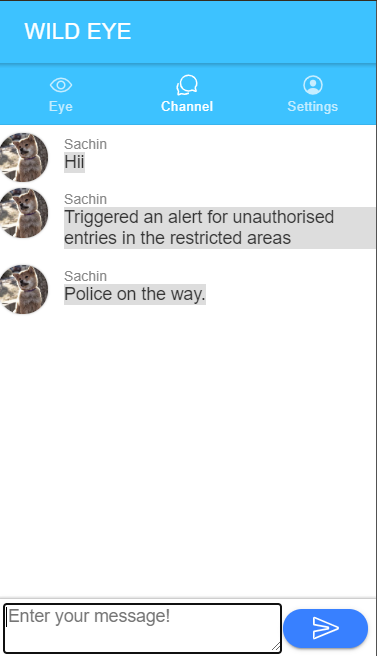 WILD EYE
Eye Channel Settings
Sachin
Hii
Sachin
Triggered an alert for unauthorised
entries in the restricted areas
Sachin
Police on the way.
Enter your message!